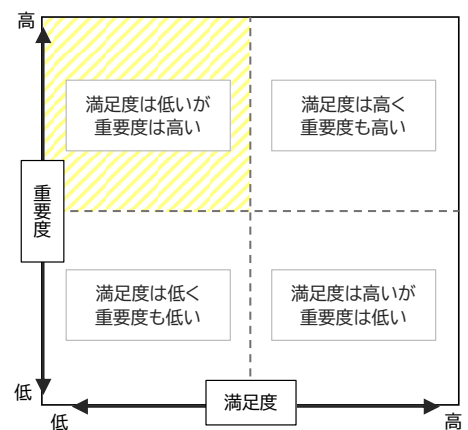 高
満足度は低いが
重要度は高い
満足度は高く
重要度も高い
重要度
満足度は低く
重要度も低い
満足度は高いが
重要度は低い
低
低
満足度
高